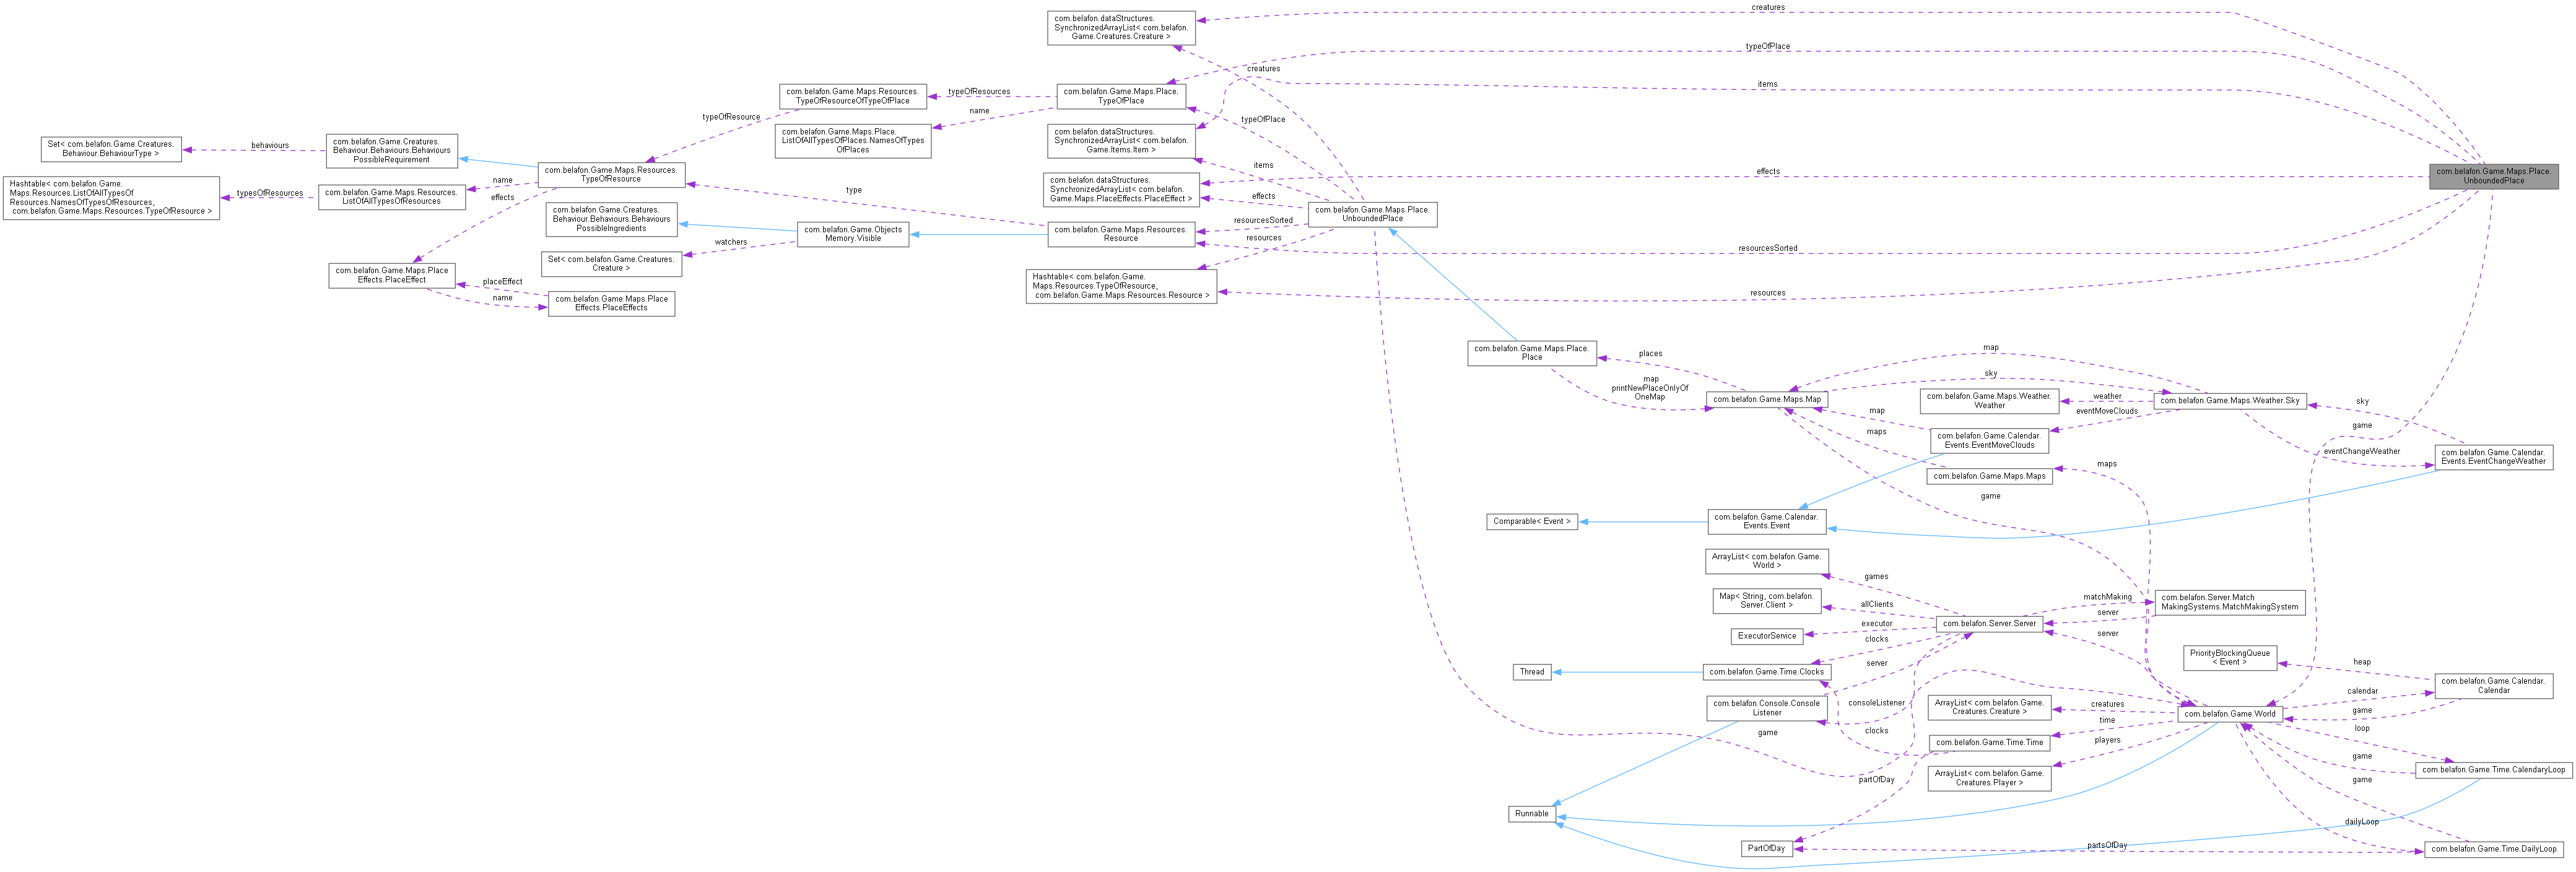 com.belafon.dataStructures.
SynchronizedArrayList< com.belafon.
Game.Creatures.Creature >
creatures
typeOfPlace
creatures
items
com.belafon.Game.Maps.Resources.
TypeOfResourceOfTypeOfPlace
typeOfResources
com.belafon.Game.Maps.Place.
TypeOfPlace
name
typeOfResource
com.belafon.Game.Maps.Place.
ListOfAllTypesOfPlaces.NamesOfTypes
OfPlaces
com.belafon.dataStructures.
SynchronizedArrayList< com.belafon.
Game.Items.Item >
typeOfPlace
Set< com.belafon.Game.Creatures.
Behaviour.BehaviourType >
behaviours
com.belafon.Game.Creatures.
Behaviour.Behaviours.Behaviours
PossibleRequirement
com.belafon.Game.Maps.Resources.
TypeOfResource
items
com.belafon.Game.Maps.Place.
UnboundedPlace
effects
Hashtable< com.belafon.Game.
Maps.Resources.ListOfAllTypesOf
Resources.NamesOfTypesOfResources,
com.belafon.Game.Maps.Resources.TypeOfResource >
typesOfResources
com.belafon.Game.Maps.Resources.
ListOfAllTypesOfResources
name
effects
type
com.belafon.dataStructures.
SynchronizedArrayList< com.belafon.
Game.Maps.PlaceEffects.PlaceEffect >
effects
com.belafon.Game.Maps.Place.
UnboundedPlace
com.belafon.Game.Creatures.
Behaviour.Behaviours.Behaviours
PossibleIngredients
com.belafon.Game.Objects
Memory.Visible
com.belafon.Game.Maps.Resources.
Resource
resourcesSorted
resources
resourcesSorted
watchers
Set< com.belafon.Game.Creatures.
Creature >
com.belafon.Game.Maps.Place
Effects.PlaceEffect
placeEffect
name
com.belafon.Game.Maps.Place
Effects.PlaceEffects
Hashtable< com.belafon.Game.
Maps.Resources.TypeOfResource,
com.belafon.Game.Maps.Resources.Resource >
resources
com.belafon.Game.Maps.Place.
Place
places
map
printNewPlaceOnlyOf
OneMap
com.belafon.Game.Maps.Map
map
sky
com.belafon.Game.Maps.Weather.
Weather
weather
eventMoveClouds
com.belafon.Game.Maps.Weather.Sky
sky
game
map
maps
com.belafon.Game.Calendar.
Events.EventMoveClouds
eventChangeWeather
com.belafon.Game.Calendar.
Events.EventChangeWeather
com.belafon.Game.Maps.Maps
maps
game
Comparable< Event >
com.belafon.Game.Calendar.
Events.Event
ArrayList< com.belafon.Game.
World >
games
Map< String, com.belafon.
Server.Client >
allClients
matchMaking
com.belafon.Server.Match
MakingSystems.MatchMakingSystem
server
ExecutorService
executor
com.belafon.Server.Server
server
clocks
Thread
com.belafon.Game.Time.Clocks
server
PriorityBlockingQueue
< Event >
heap
com.belafon.Game.Calendar.
Calendar
calendar
game
com.belafon.Console.Console
Listener
consoleListener
ArrayList< com.belafon.Game.
Creatures.Creature >
creatures
com.belafon.Game.World
time
loop
game
clocks
com.belafon.Game.Time.Time
players
game
com.belafon.Game.Time.CalendaryLoop
partOfDay
ArrayList< com.belafon.Game.
Creatures.Player >
game
Runnable
dailyLoop
PartOfDay
partsOfDay
com.belafon.Game.Time.DailyLoop